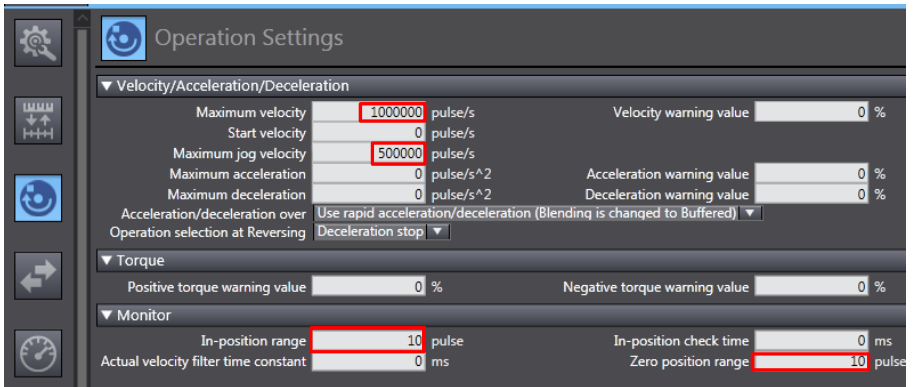 Operation Settings
▼ Velocity/Acceleration/Deceleration
Maximum velocity 1000000 pulse/s Velocity warning value 0 %
Start velocity 0 pulse/s
Maximum jog velocity 500000 pulse/s
Maximum acceleration 0 pulse/s^2 Acceleration warning value 0 %
Maximum deceleration 0 pulse/s^2 Deceleration warning value 0 %
Acceleration/deceleration over Use rapid acceleration/deceleration (Blending is changed to Buffered) ▼
Operation selection at Reversing Deceleration stop ▼
▼ Torque
Positive torque warning value 0 % Negative torque warning value 0 %
▼ Monitor
In-position range 10 pulse In-position check time 0 ms
Actual velocity filter time constant 0 ms Zero position range 10 pulse